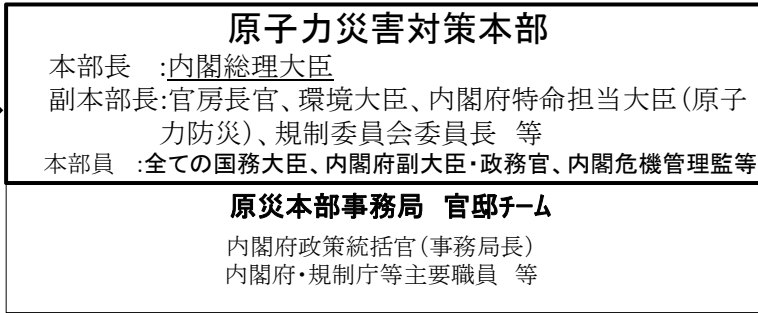 原子力災害対策本部
本部長　:内閣総理大臣
副本部長:官房長官、環境大臣、内閣府特命担当大臣(原子
力防災)、規制委員会委員長　等
本部員　:全ての国務大臣、内閣府副大臣・政務官、内閣危機管理監等
原災本部事務局　官邸ﾁｰﾑ
内閣府政策統括官(事務局長)
内閣府・規制庁等主要職員　等